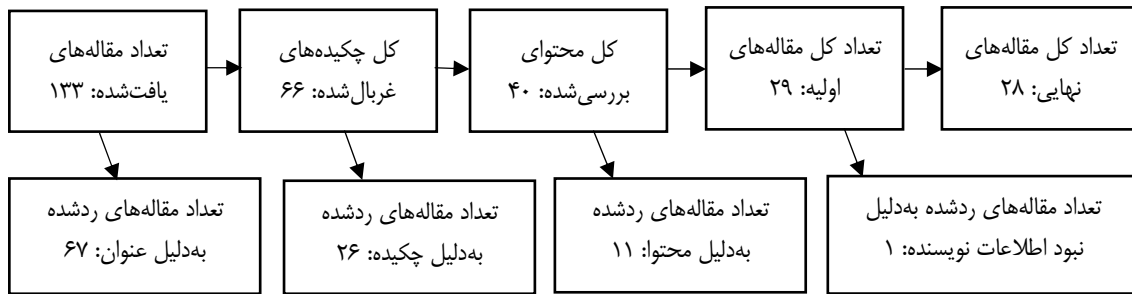 تعداد مقاله‌های
یافت‌شده: ۱۳۳
کل چکیده‌های
غربال‌شده: ۶۶
کل محتوای
بررسی‌شده: ۴۰
تعداد کل مقاله‌های
اولیه: ۲۹
تعداد کل مقاله‌های
نهایی: ۲۸
تعداد مقاله‌های ردشده
به‌دلیل عنوان: ۶۷
تعداد مقاله‌های ردشده
به‌دلیل چکیده: ۲۶
تعداد مقاله‌های ردشده
به‌دلیل محتوا: ۱۱
تعداد مقاله‌های ردشده به‌دلیل
نبود اطلاعات نویسنده: ۱